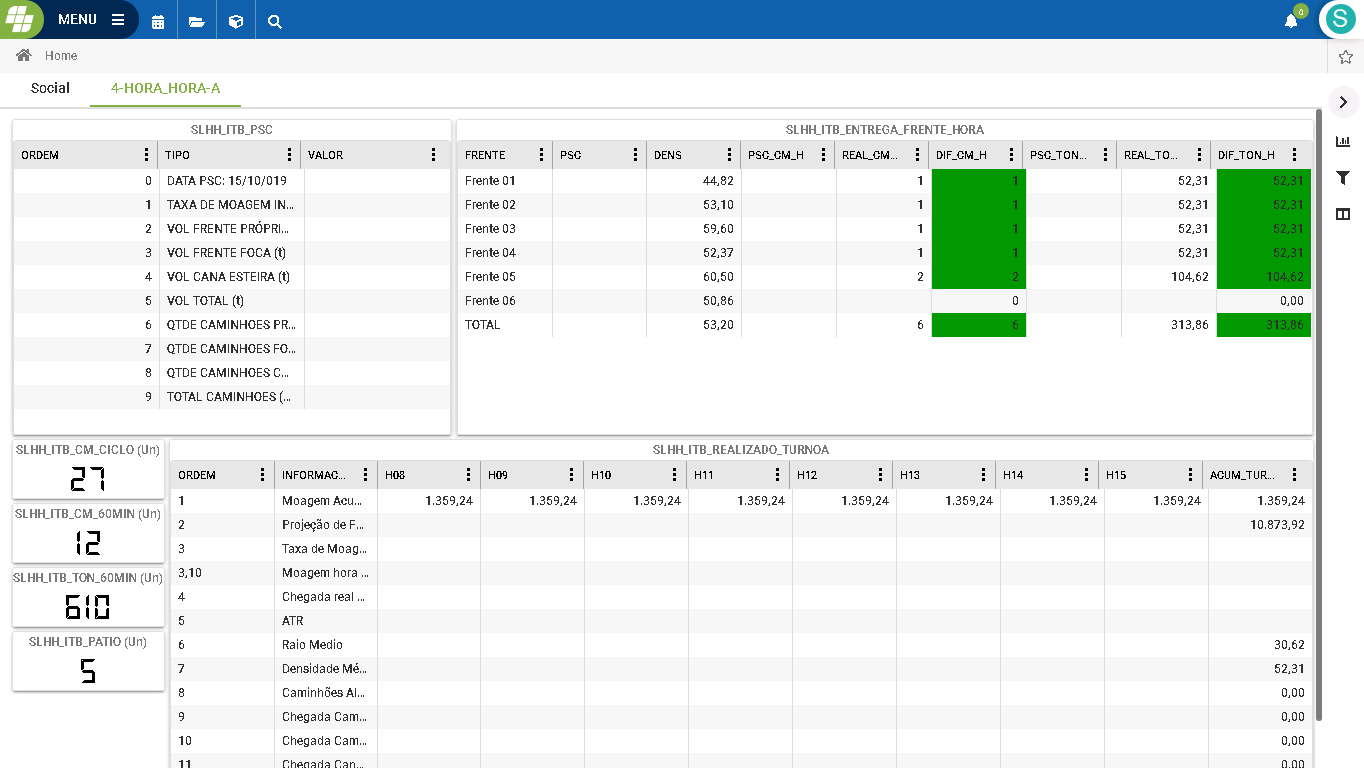 MENU
0
S
Home
Social
4-HORA_HORA-A
SLHH_ITB_PSC
ORDEM TIPO VALOR
0 DATA PSC: 15/10/019
1 TAXA DE MOAGEM IN...
2 VOL FRENTE PRÓPRI...
3 VOL FRENTE FOCA (t)
4 VOL CANA ESTEIRA (t)
5 VOL TOTAL (t)
6 QTDE CAMINHOES PR...
7 QTDE CAMINHOES FO...
8 QTDE CAMINHOES C...
9 TOTAL CAMINHOES (...
SLHH_ITB_ENTREGA_FRENTE_HORA
FRENTE PSC DENS PSC_CM_H REAL_CM... DIF_CM_H PSC_TON... REAL_TO... DIF_TON_H
Frente 01 44,82 1 1 52,31 52,31
Frente 02 53,10 1 1 52,31 52,31
Frente 03 59,60 1 1 52,31 52,31
Frente 04 52,37 1 1 52,31 52,31
Frente 05 60,50 2 2 104,62 104,62
Frente 06 50,86 0 0,00
TOTAL 53,20 6 6 313,86 313,86
SLHH_ITB_CM_CICLO (Un)
27
SLHH_ITB_CM_60MIN (Un)
12
SLHH_ITB_TON_60MIN (Un)
610
SLHH_ITB_PATIO (Un)
5
SLHH_ITB_REALIZADO_TURNOA
ORDEM INFORMAC... H08 H09 H10 H11 H12 H13 H14 H15 ACUM_TUR...
1 Moagem Acu... 1.359,24 1.359,24 1.359,24 1.359,24 1.359,24 1.359,24 1.359,24 1.359,24 1.359,24
2 Projeção de F... 10.873,92
3 Taxa de Moag...
3,10 Moagem hora ...
4 Chegada real ...
5 ATR
6 Raio Medio 30,62
7 Densidade Mé... 52,31
8 Caminhões Al... 0,00
9 Chegada Cam... 0,00
10 Chegada Cam... 0,00
11 Chegada Can... 0,00